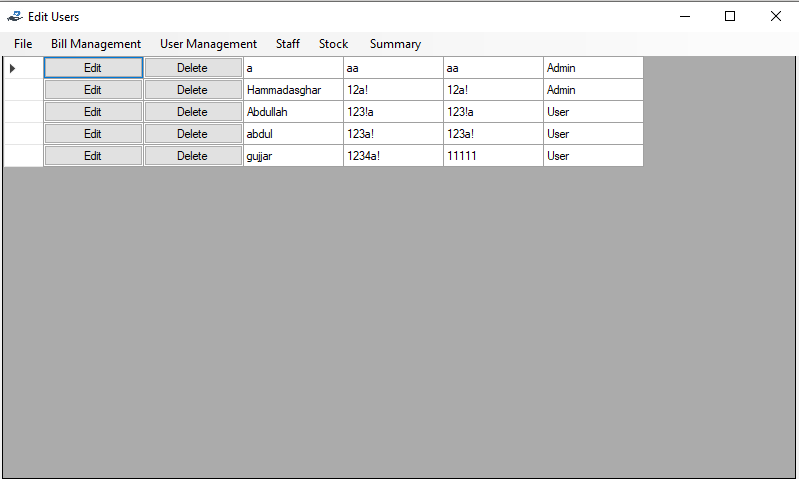 Edit Users
File Bill Management User Management Staff Stock Summary
Edit Delete a aa aa Admin
Edit Delete Hammadasghar 12a! 12a! Admin
Edit Delete Abdullah 123!a 123!a User
Edit Delete abdul 123a! 123a! User
Edit Delete gujjar 1234a! 11111 User